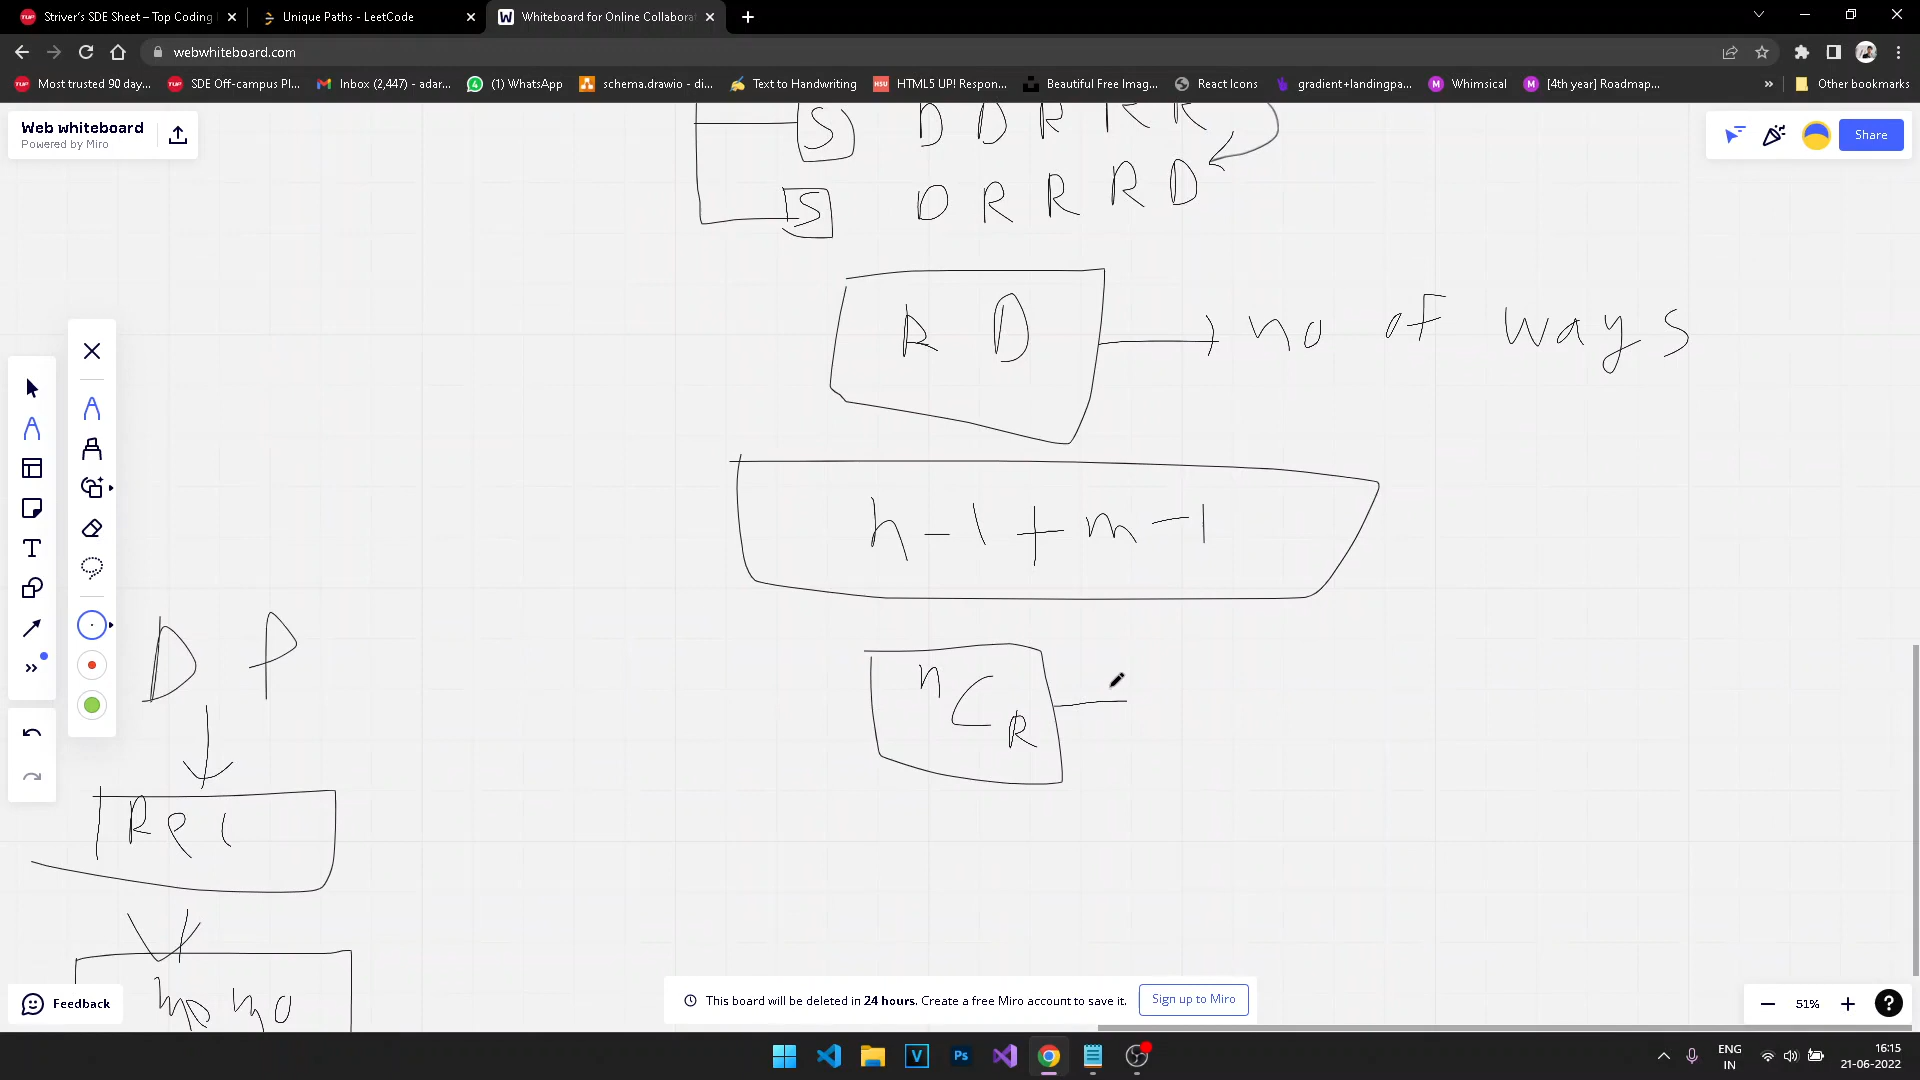 Striver's SDE Sheet – Top Coding
Unique Paths - LeetCode
Whiteboard for Online Collabora
webwhiteboard.com
Most trusted 90 day...
SDE Off-campus Pl...
Inbox (2,447) - adar...
(1) WhatsApp
schema.drawio - di...
Text to Handwriting
HTML5 UP! Respon...
Beautiful Free Imag...
React Icons
gradient+landingpa...
Whimsical
[4th year] Roadmap...
Other bookmarks
Web whiteboard
Powered by Miro
Share
S D D R R R
S D R R R D
R D no of ways
n-1+m-1
n C R
D P
Rec
Feedback
This board will be deleted in 24 hours. Create a free Miro account to save it.
Sign up to Miro
51%
ENG
IN
16:15
21-06-2022